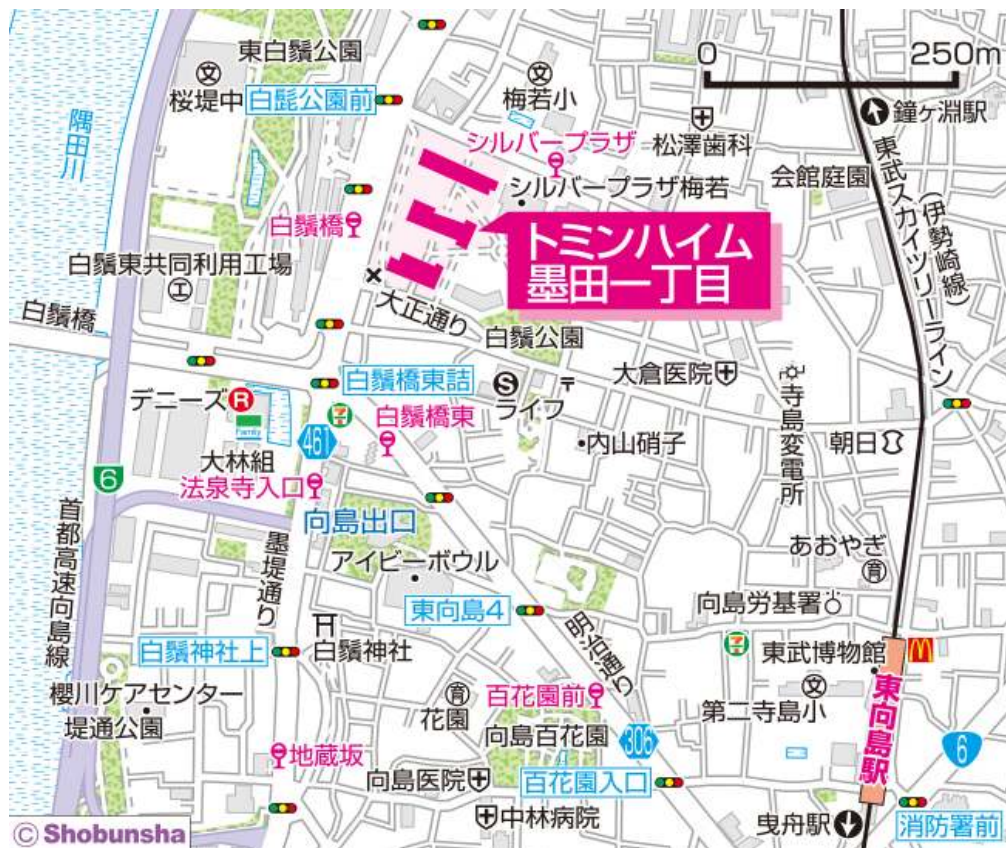 東白鬚公園
0 250m
文
桜堤中
白髭公園前
文
梅若小
松澤歯科
鐘ヶ淵駅
隅田川
シルバープラザ
シルバープラザ梅若
会館庭園
東武スカイツリーライン
(伊勢崎線)
白鬚橋
トミンハイム
墨田一丁目
白鬚東共同利用工場
工
大正通り
白鬚橋
白鬚公園
デニーズ
R
Family
白鬚橋東詰
S
ライフ
大倉医院
寺島変電所
7
白鬚橋東
461
内山硝子
朝日
大林組
法泉寺入口
6
首都高速向島線
墨堤通り
向島出口
アイビーボウル
あおやぎ
育
東向島4
明治通り
向島労基署
白鬚神社上
白鬚神社
7
東武博物館
M
櫻川ケアセンター
堤通公園
育
花園
百花園前
文
第二寺島小
東向島駅
地蔵坂
向島百花園
306
6
向島医院
百花園入口
中林病院
曳舟駅
消防署前
© Shobunsha